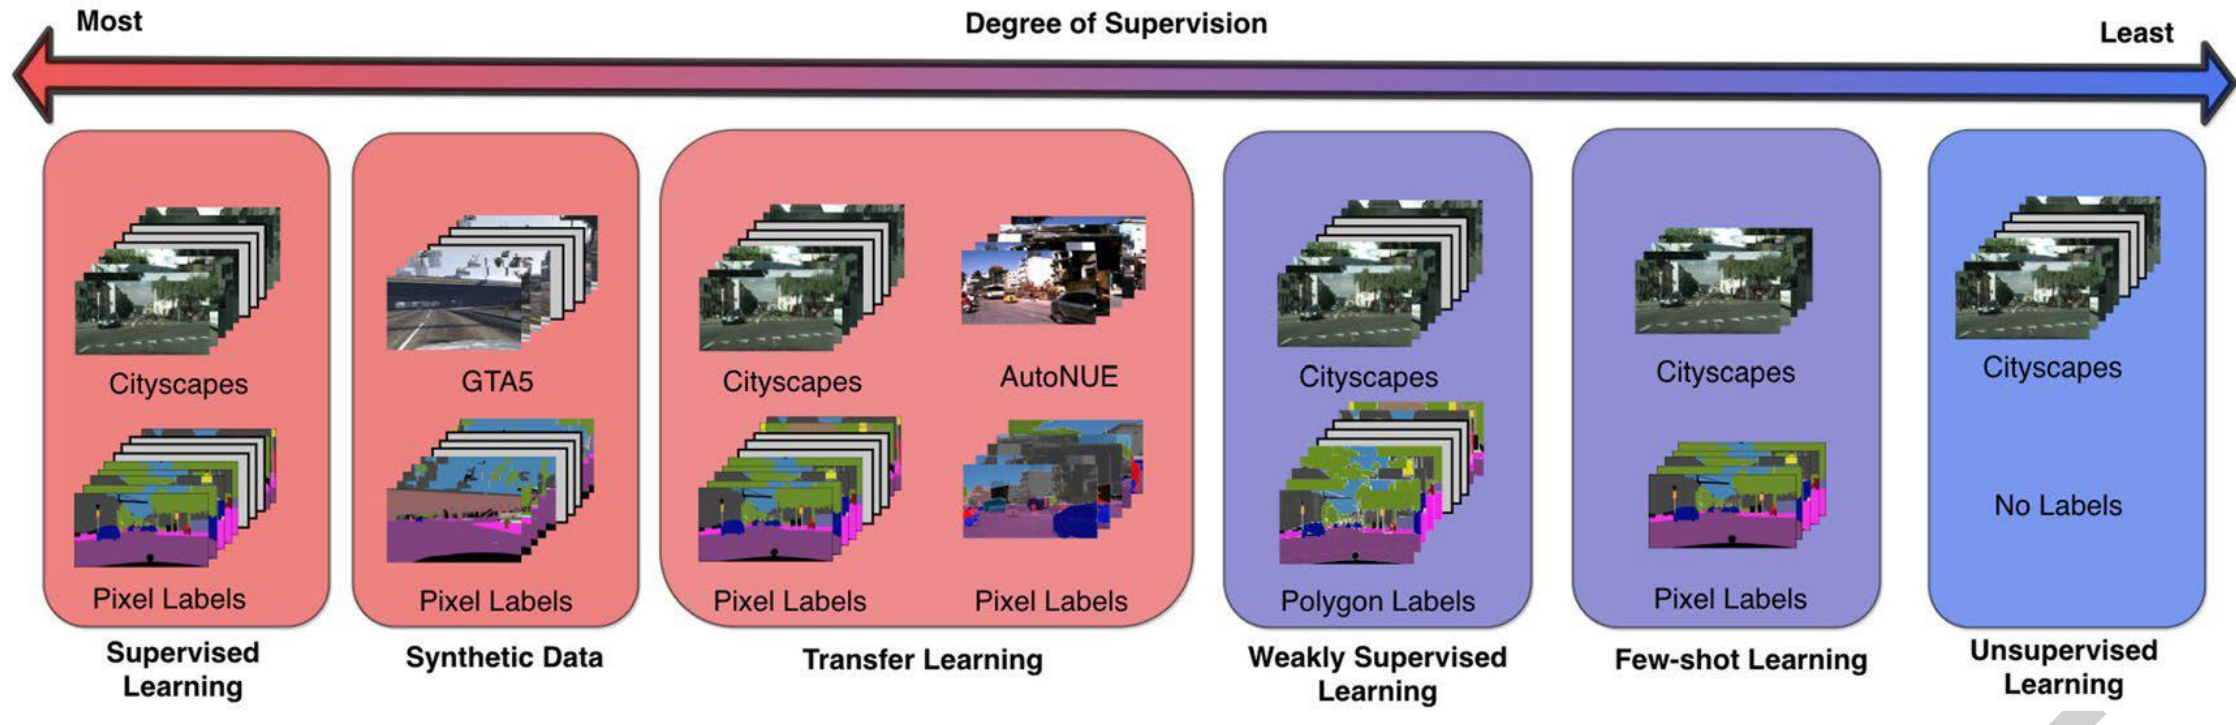 Most
Degree of Supervision
Least
Cityscapes
Pixel Labels
Supervised
Learning
GTA5
Pixel Labels
Synthetic Data
Cityscapes
AutoNUE
Pixel Labels
Pixel Labels
Transfer Learning
Cityscapes
Polygon Labels
Weakly Supervised
Learning
Cityscapes
Pixel Labels
Few-shot Learning
Cityscapes
No Labels
Unsupervised
Learning